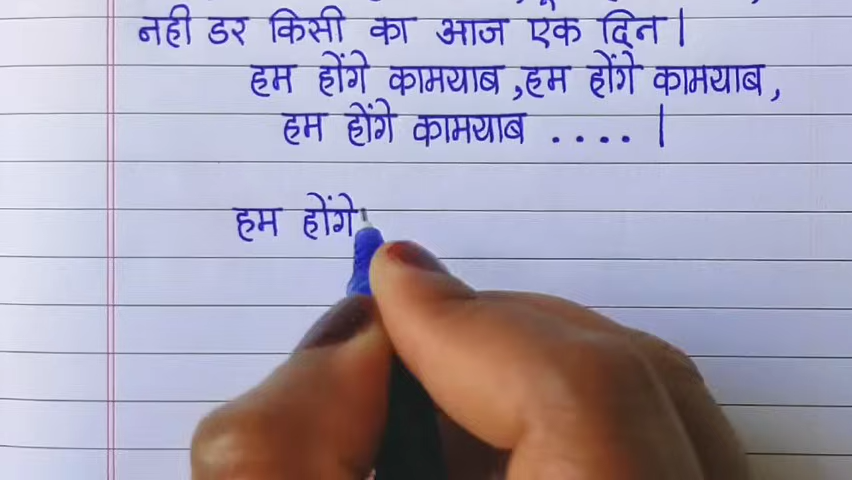 नही डर किसी का आज एक दिन |
हम होंगे कामयाब ,हम होंगे कामयाब ,
हम होंगे कामयाब .... |
हम होंगे